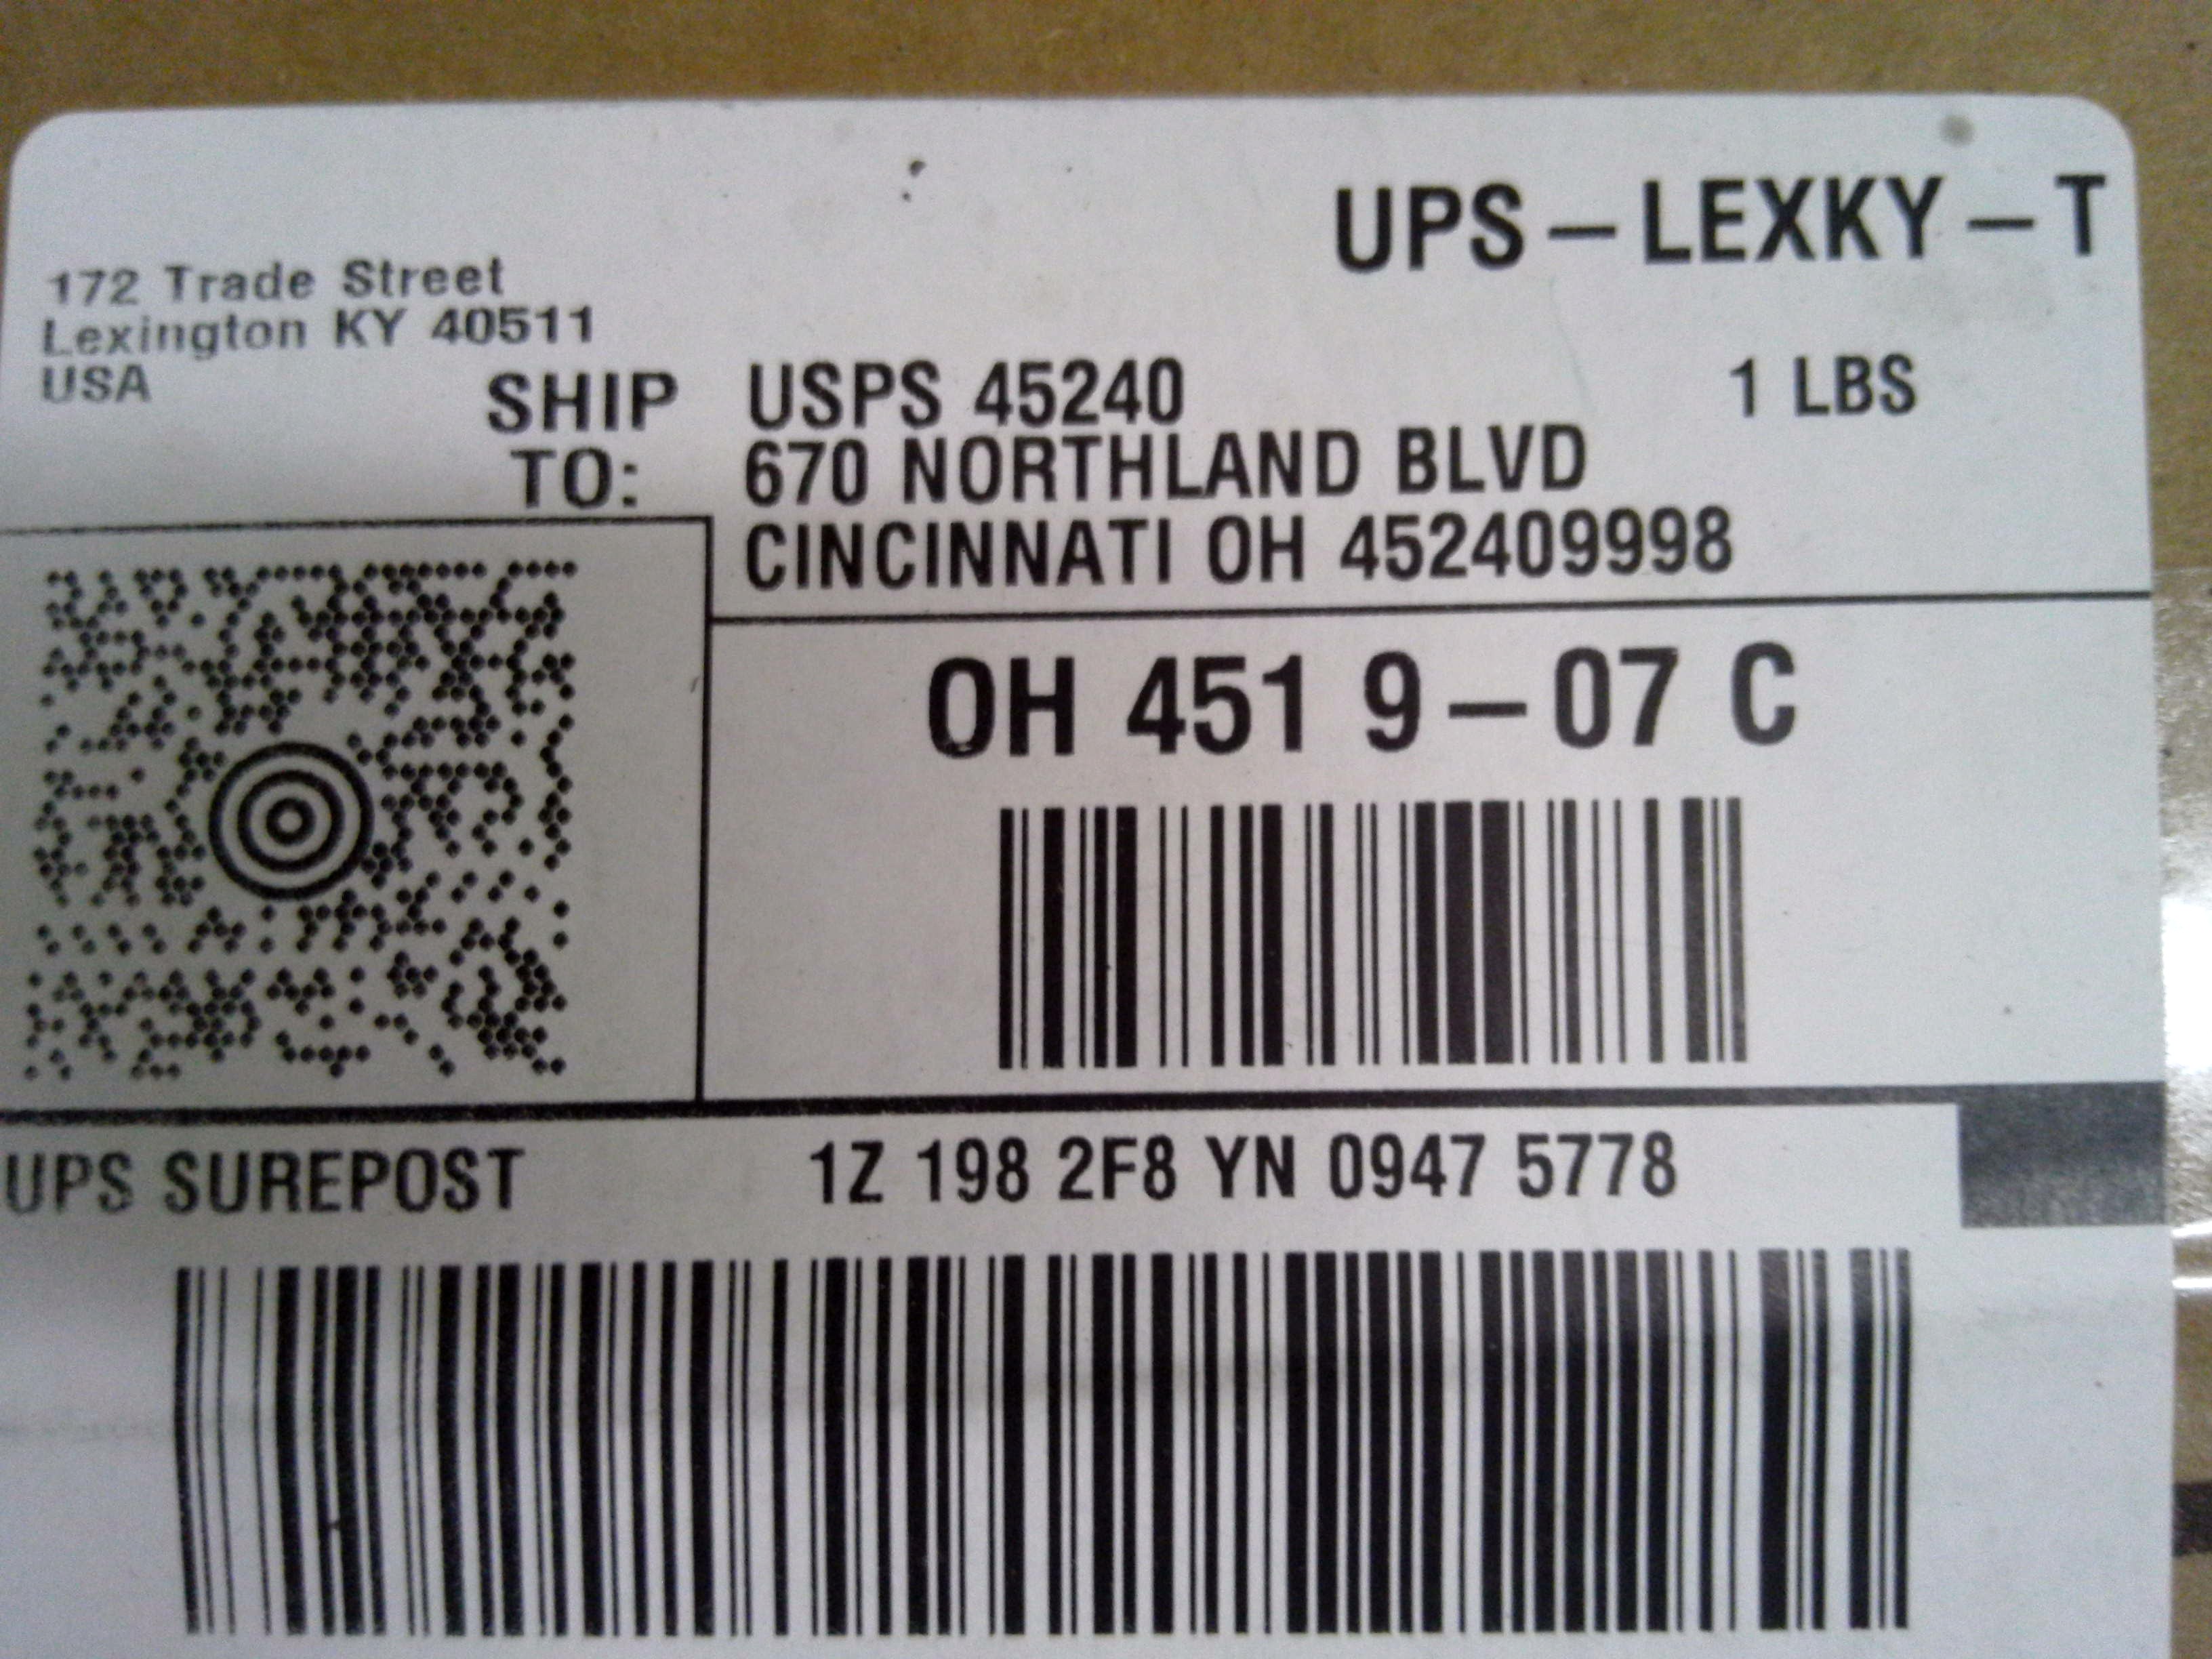 UPS – LEXKY – T
172 Trade Street
Lexington KY 40511
USA
1 LBS
SHIP TO:
USPS 45240
670 NORTHLAND BLVD
CINCINNATI OH 452409998
OH 451 9 – 07 C
UPS SUREPOST
1Z 198 2F8 YN 0947 5778